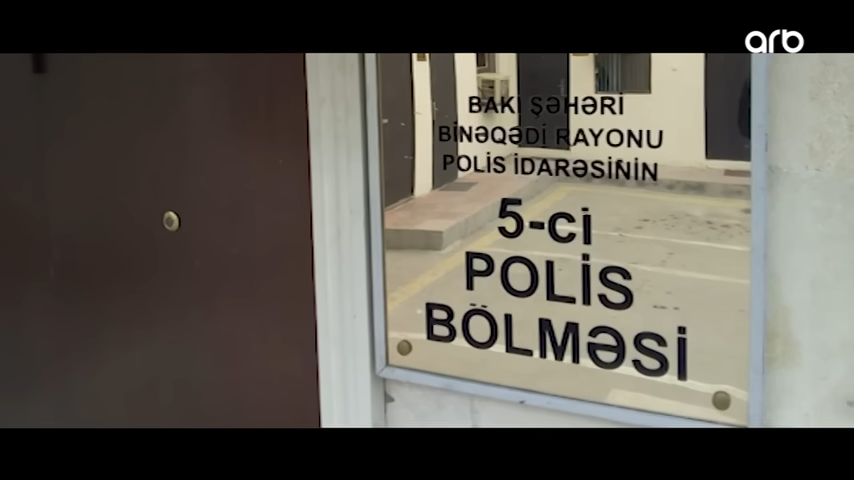 arb
BAKI ŞƏHƏRİ
BİNƏQƏDİ RAYONU
POLİS İDARƏSİNİN
5-Cİ
POLİS
BÖLMƏSİ